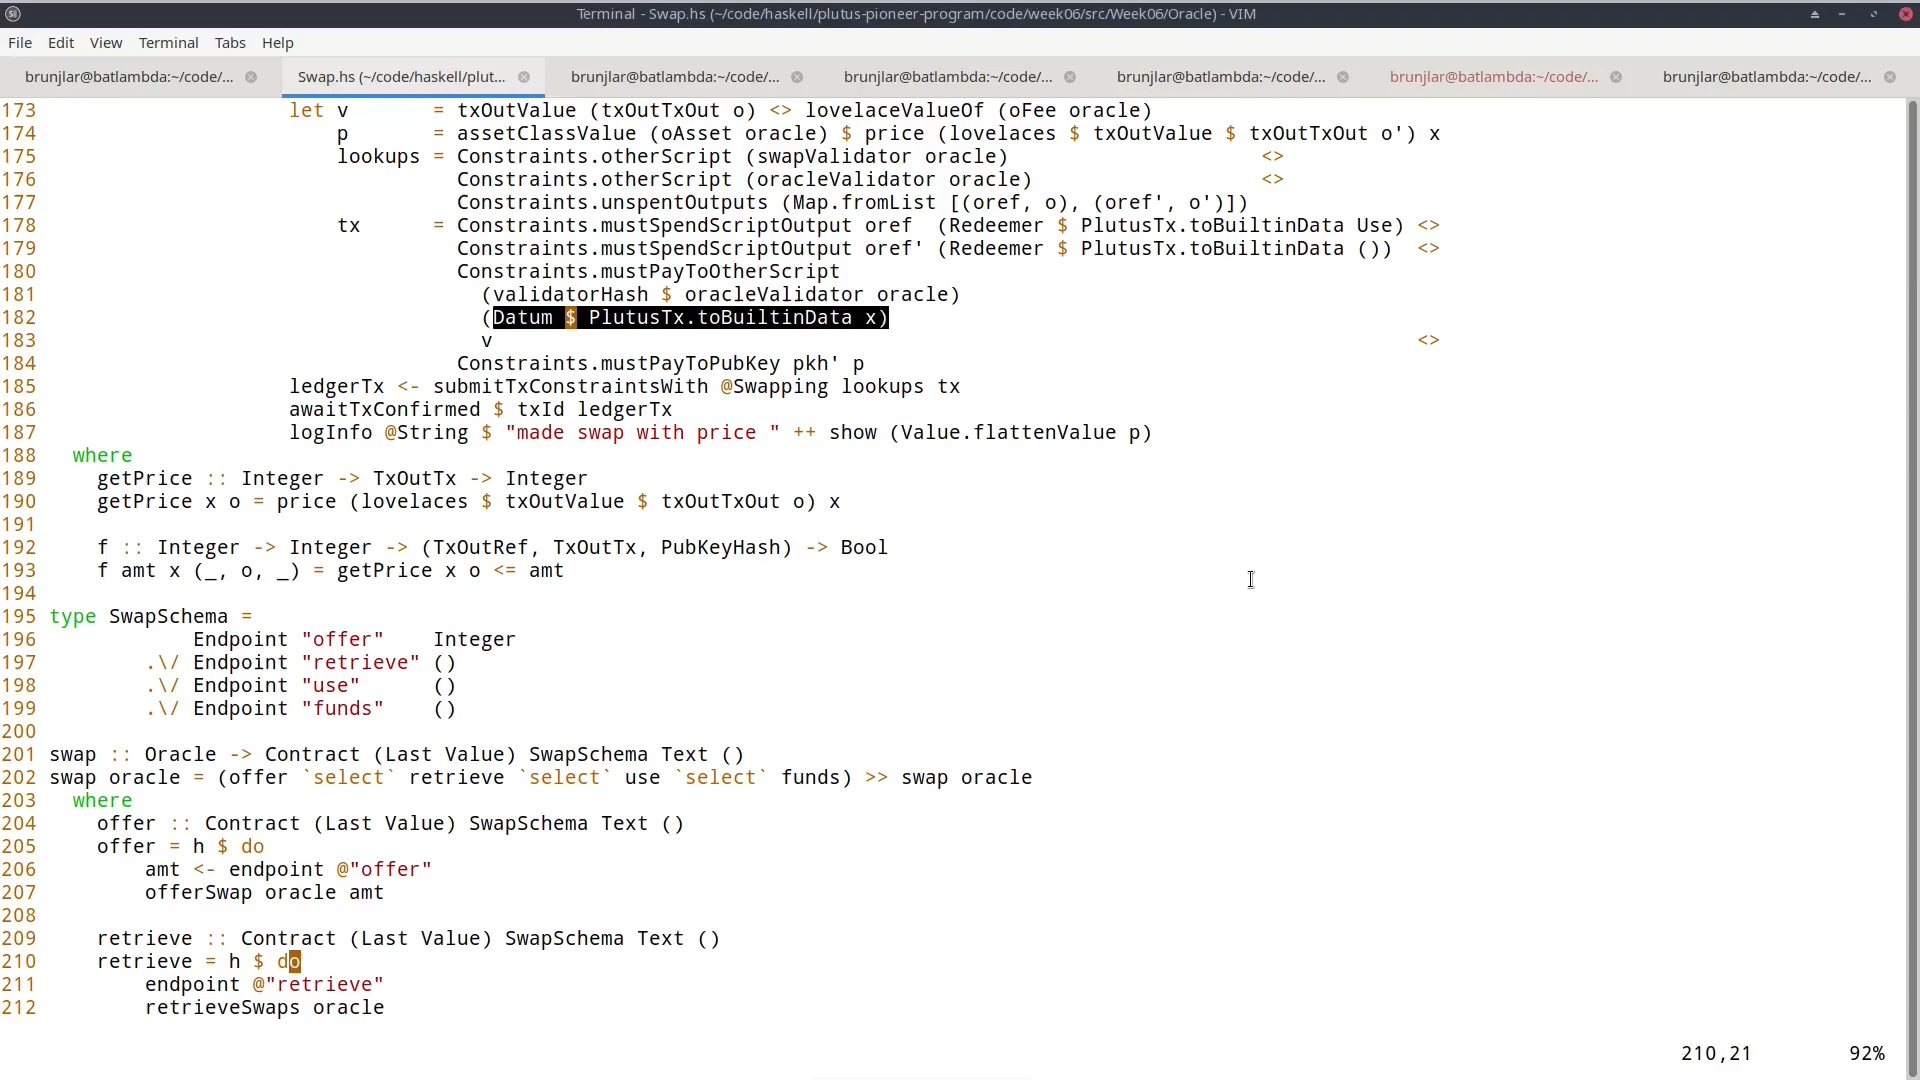 Terminal - Swap.hs (~/code/haskell/plutus-pioneer-program/code/week06/src/Week06/Oracle) - VIM
File Edit View Terminal Tabs Help
brunjlar@batlambda:~/code/... Swap.hs (~/code/haskell/plut... brunjlar@batlambda:~/code/... brunjlar@batlambda:~/code/... brunjlar@batlambda:~/code/... brunjlar@batlambda:~/code/... brunjlar@batlambda:~/code/...
173                     let v       = txOutValue (txOutTxOut o) <> lovelaceValueOf (oFee oracle)
174                         p       = assetClassValue (oAsset oracle) $ price (lovelaces $ txOutValue $ txOutTxOut o') x
175                         lookups = Constraints.otherScript (swapValidator oracle)                     <>
176                                   Constraints.otherScript (oracleValidator oracle)                   <>
177                                   Constraints.unspentOutputs (Map.fromList [(oref, o), (oref', o')])
178                         tx      = Constraints.mustSpendScriptOutput oref  (Redeemer $ PlutusTx.toBuiltinData Use) <>
179                                   Constraints.mustSpendScriptOutput oref' (Redeemer $ PlutusTx.toBuiltinData ())  <>
180                                   Constraints.mustPayToOtherScript
181                                     (validatorHash $ oracleValidator oracle)
182                                     (Datum $ PlutusTx.toBuiltinData x)
183                                     v                                                                             <>
184                                   Constraints.mustPayToPubKey pkh' p
185                     ledgerTx <- submitTxConstraintsWith @Swapping lookups tx
186                     awaitTxConfirmed $ txId ledgerTx
187                     logInfo @String $ "made swap with price " ++ show (Value.flattenValue p)
188   where
189     getPrice :: Integer -> TxOutTx -> Integer
190     getPrice x o = price (lovelaces $ txOutValue $ txOutTxOut o) x
191
192     f :: Integer -> Integer -> (TxOutRef, TxOutTx, PubKeyHash) -> Bool
193     f amt x (_, o, _) = getPrice x o <= amt
194
195 type SwapSchema =
196             Endpoint "offer"    Integer
197         .\/ Endpoint "retrieve" ()
198         .\/ Endpoint "use"      ()
199         .\/ Endpoint "funds"    ()
200
201 swap :: Oracle -> Contract (Last Value) SwapSchema Text ()
202 swap oracle = (offer `select` retrieve `select` use `select` funds) >> swap oracle
203   where
204     offer :: Contract (Last Value) SwapSchema Text ()
205     offer = h $ do
206         amt <- endpoint @"offer"
207         offerSwap oracle amt
208
209     retrieve :: Contract (Last Value) SwapSchema Text ()
210     retrieve = h $ do
211         endpoint @"retrieve"
212         retrieveSwaps oracle
210,21 92%